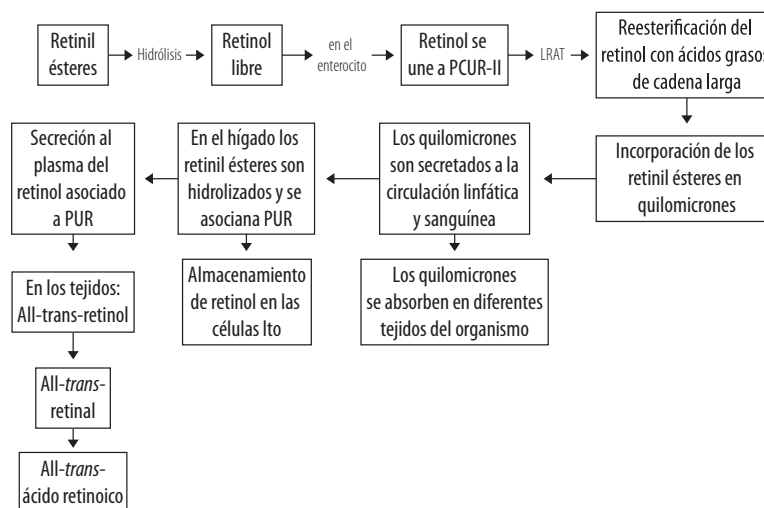 Retinil
ésteres
Hidrólisis
Retinol
libre
en el
enterocito
Retinol se
une a PCUR-II
LRAT
Reesterificación del
retinol con ácidos grasos
de cadena larga
Secreción al
plasma del
retinol asociado
a PUR
En el hígado los
retinil ésteres son
hidrolizados y se
asociana PUR
Los quilomicrones
son secretados a la
circulación linfática
y sanguínea
Incorporación de los
retinil ésteres en
quilomicrones
En los tejidos:
All-trans-retinol
Almacenamiento
de retinol en las
células Ito
Los quilomicrones
se absorben en diferentes
tejidos del organismo
All-trans-
retinal
All-trans-
ácido retinoico